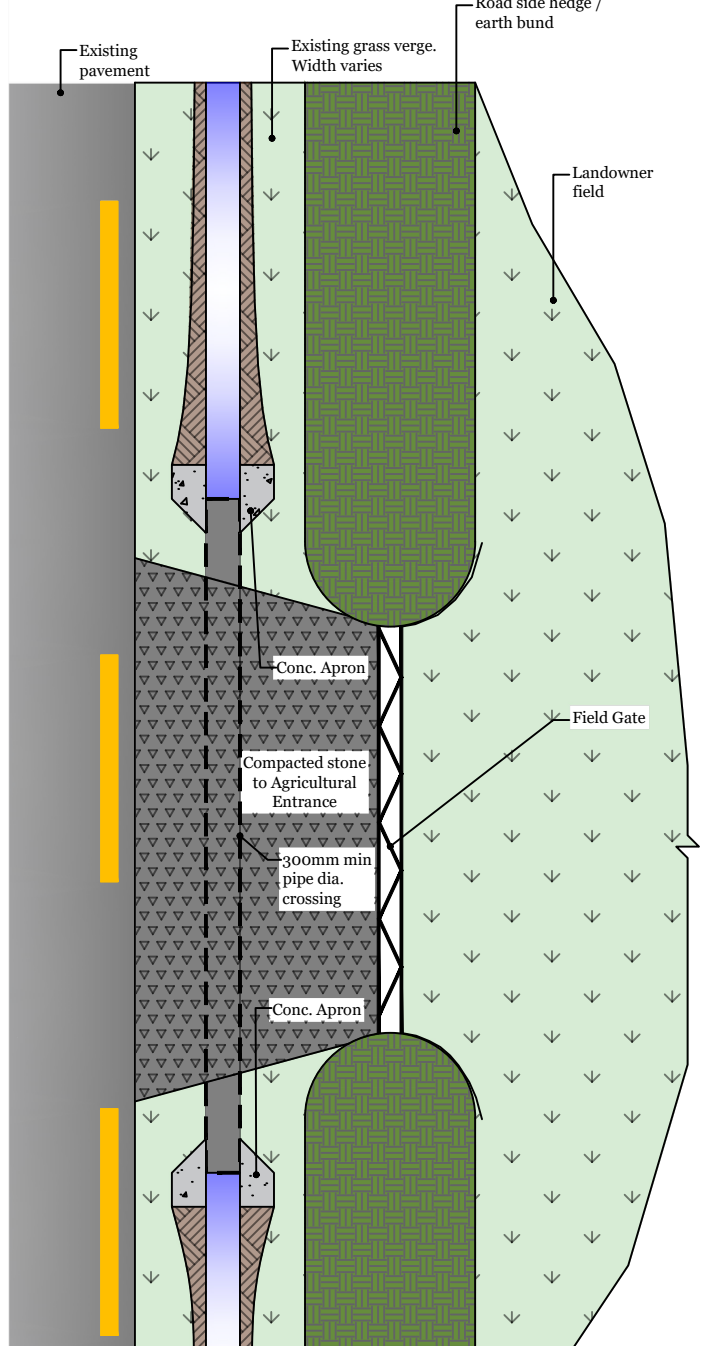 Road side hedge /
earth bund
Existing
pavement
Existing grass verge.
Width varies
Landowner
field
Conc. Apron
Field Gate
Compacted stone
to Agricultural
Entrance
300mm min
pipe dia.
crossing
Conc. Apron